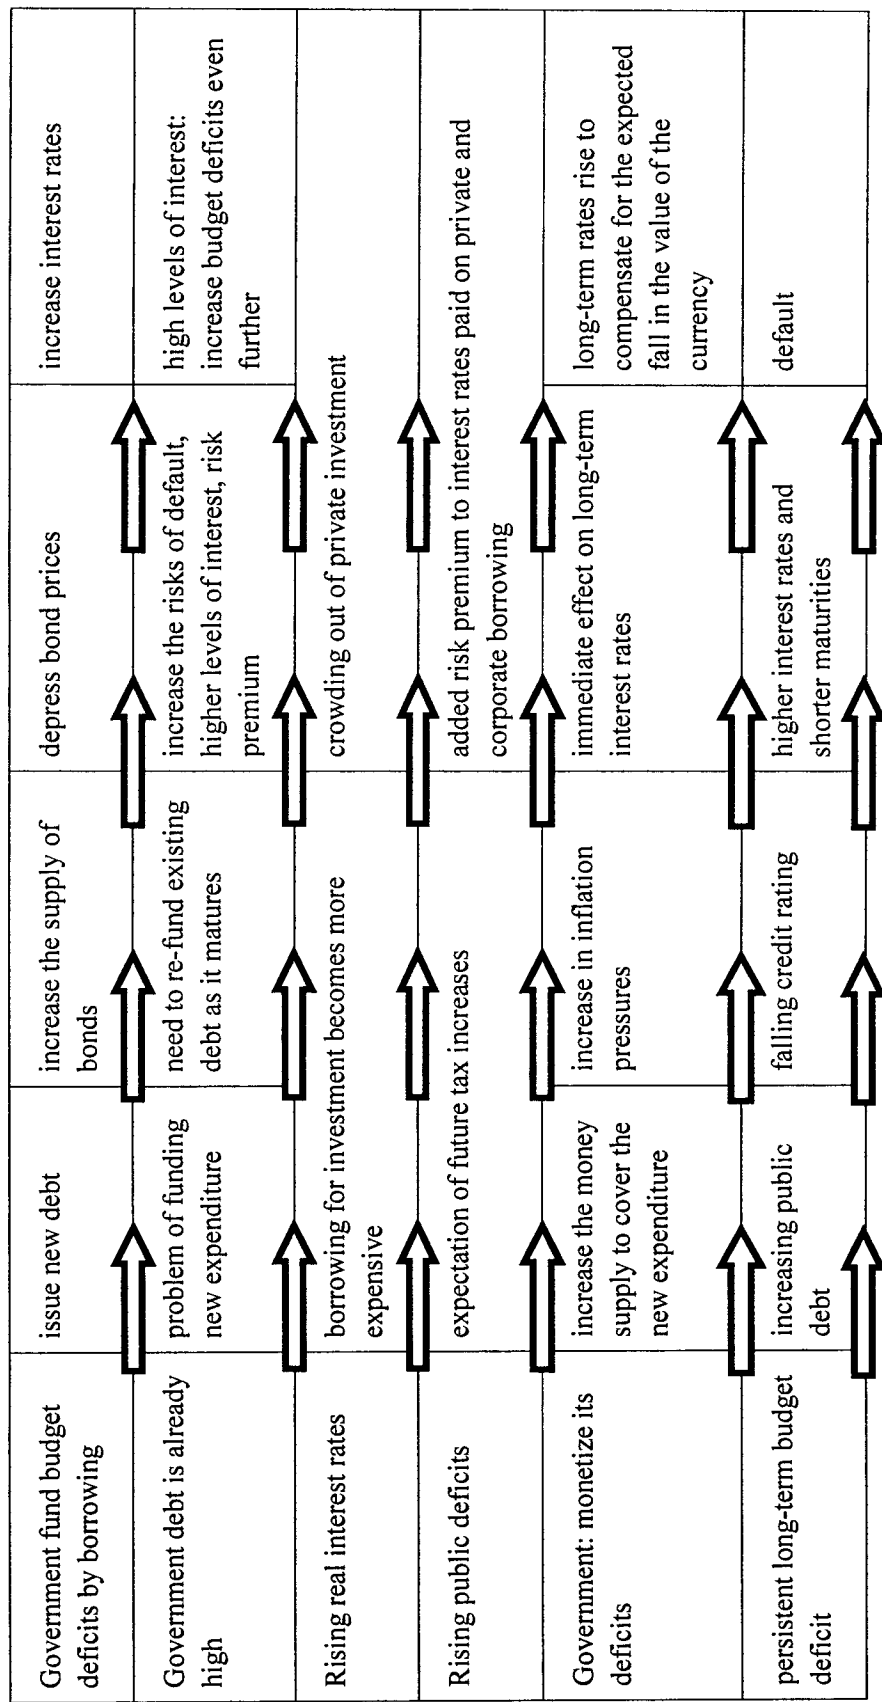 Government fund budget
deficits by borrowing
issue new debt
increase the supply of
bonds
depress bond prices
increase interest rates
Government debt is already
high
problem of funding
new expenditure
need to re-fund existing
debt as it matures
increase the risks of default,
higher levels of interest, risk
premium
high levels of interest:
increase budget deficits even
further
Rising real interest rates
borrowing for investment becomes more
expensive
crowding out of private investment
Rising public deficits
expectation of future tax increases
added risk premium to interest rates paid on private and
corporate borrowing
Government: monetize its
deficits
increase the money
supply to cover the
new expenditure
increase in inflation
pressures
immediate effect on long-term
interest rates
long-term rates rise to
compensate for the expected
fall in the value of the
currency
persistent long-term budget
deficit
increasing public
debt
falling credit rating
higher interest rates and
shorter maturities
default